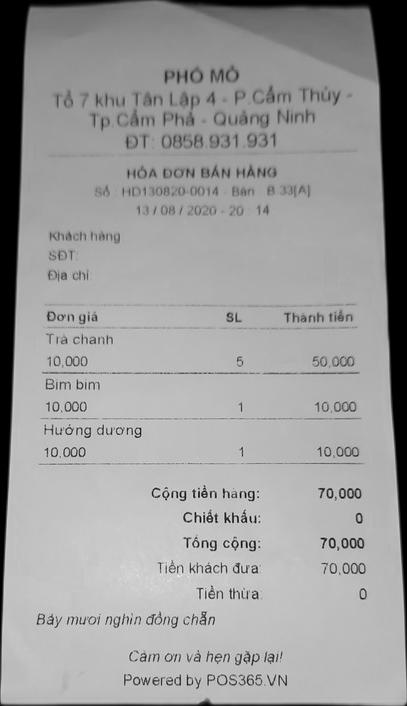 PHỐ MỎ
Tổ 7 khu Tân Lập 4 - P.Cẩm Thủy -
Tp.Cẩm Phả - Quảng Ninh
ĐT: 0858.931.931
HÓA ĐƠN BÁN HÀNG
Số : HD130820-0014 - Bàn : B.33[A]
13 / 08 / 2020 - 20 : 14
Khách hàng
SĐT:
Địa chỉ:
Đơn giá SL Thành tiền
Trà chanh
10,000 5 50,000
Bim bim
10,000 1 10,000
Hướng dương
10,000 1 10,000
Cộng tiền hàng: 70,000
Chiết khấu: 0
Tổng cộng: 70,000
Tiền khách đưa: 70,000
Tiền thừa: 0
Bảy mươi nghìn đồng chẵn
Cảm ơn và hẹn gặp lại!
Powered by POS365.VN